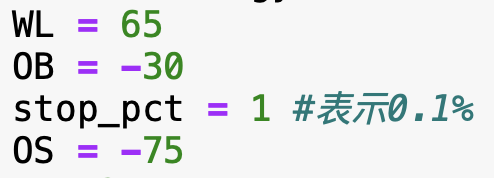 WL = 65
OB = -30
stop_pct = 1 #表示0.1%
OS = -75